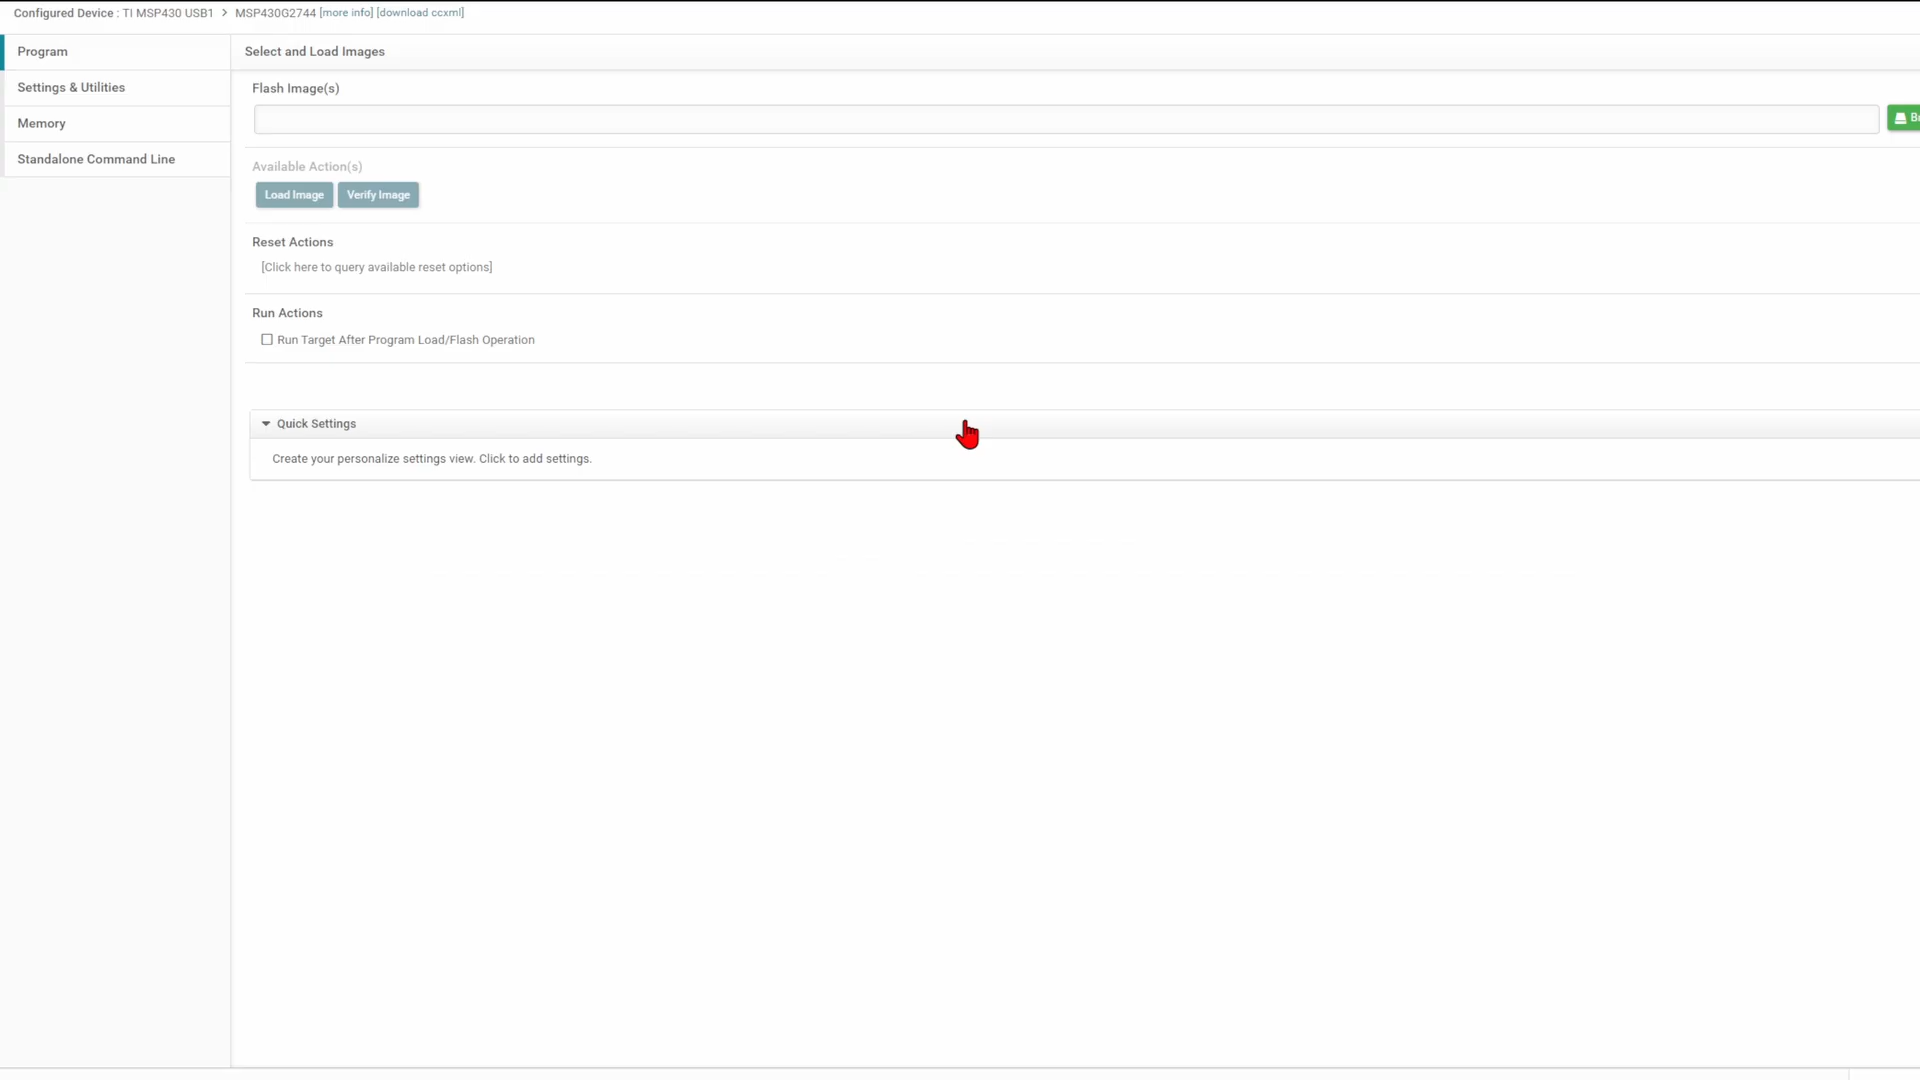 Configured Device : TI MSP430 USB1 > MSP430G2744 [more info] [download ccxml]
Program
Settings & Utilities
Memory
Standalone Command Line
Select and Load Images
Flash Image(s)
Available Action(s)
Load Image Verify Image
Reset Actions
[Click here to query available reset options]
Run Actions
Run Target After Program Load/Flash Operation
Quick Settings
Create your personalize settings view. Click to add settings.